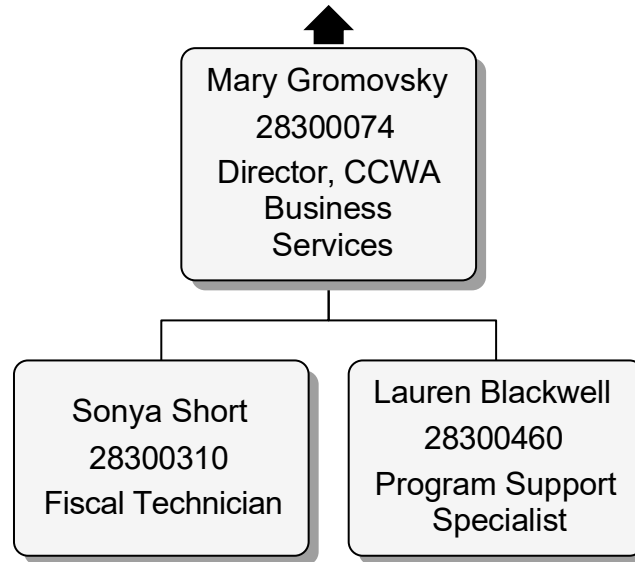 Mary Gromovsky
28300074
Director, CCWA
Business
Services
Sonya Short
28300310
Fiscal Technician
Lauren Blackwell
28300460
Program Support
Specialist